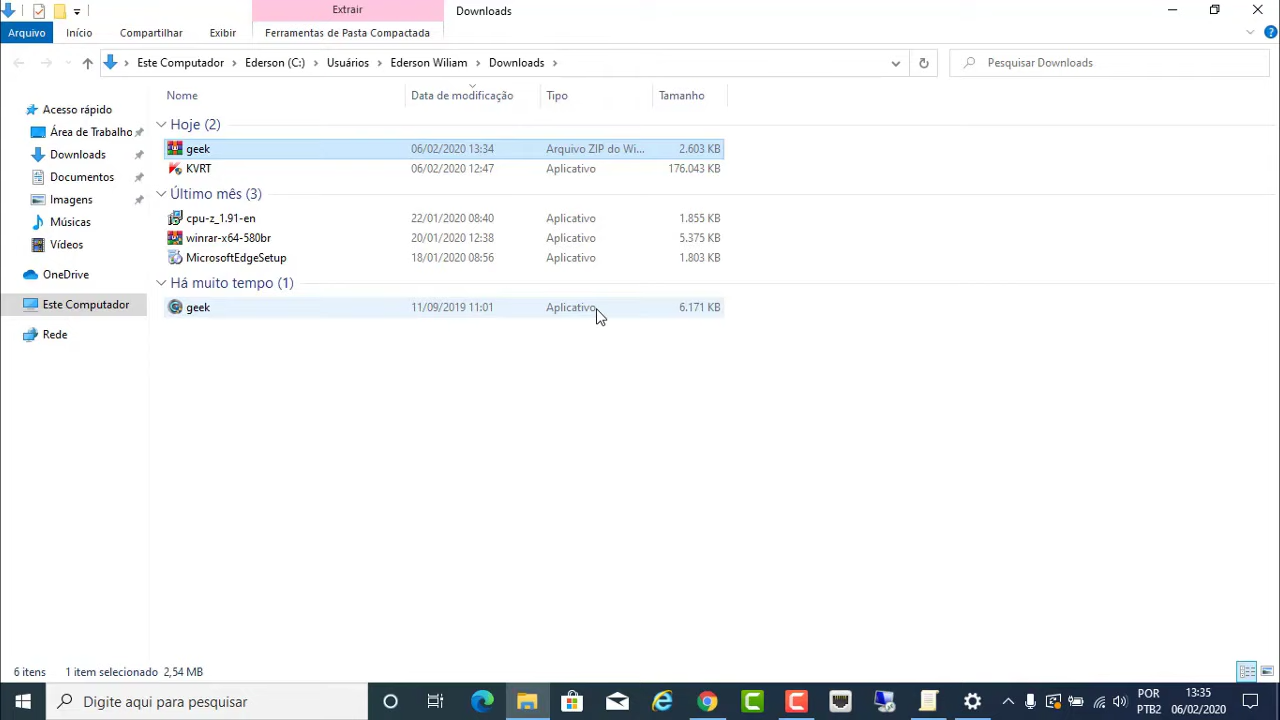 Extrair
Downloads
Arquivo
Início
Compartilhar
Exibir
Ferramentas de Pasta Compactada
Este Computador > Ederson (C:) > Usuários > Ederson Wiliam > Downloads >
Pesquisar Downloads
Nome
Data de modificação
Tipo
Tamanho
Acesso rápido
Área de Trabalho
Downloads
Documentos
Imagens
Músicas
Vídeos
OneDrive
Este Computador
Rede
Hoje (2)
geek 06/02/2020 13:34 Arquivo ZIP do Wi... 2.603 KB
KVRT 06/02/2020 12:47 Aplicativo 176.043 KB
Último mês (3)
cpu-z_1.91-en 22/01/2020 08:40 Aplicativo 1.855 KB
winrar-x64-580br 20/01/2020 12:38 Aplicativo 5.375 KB
MicrosoftEdgeSetup 18/01/2020 08:56 Aplicativo 1.803 KB
Há muito tempo (1)
geek 11/09/2019 11:01 Aplicativo 6.171 KB
6 itens
1 item selecionado 2,54 MB
Digite aqui para pesquisar
POR
PTB2
13:35
06/02/2020